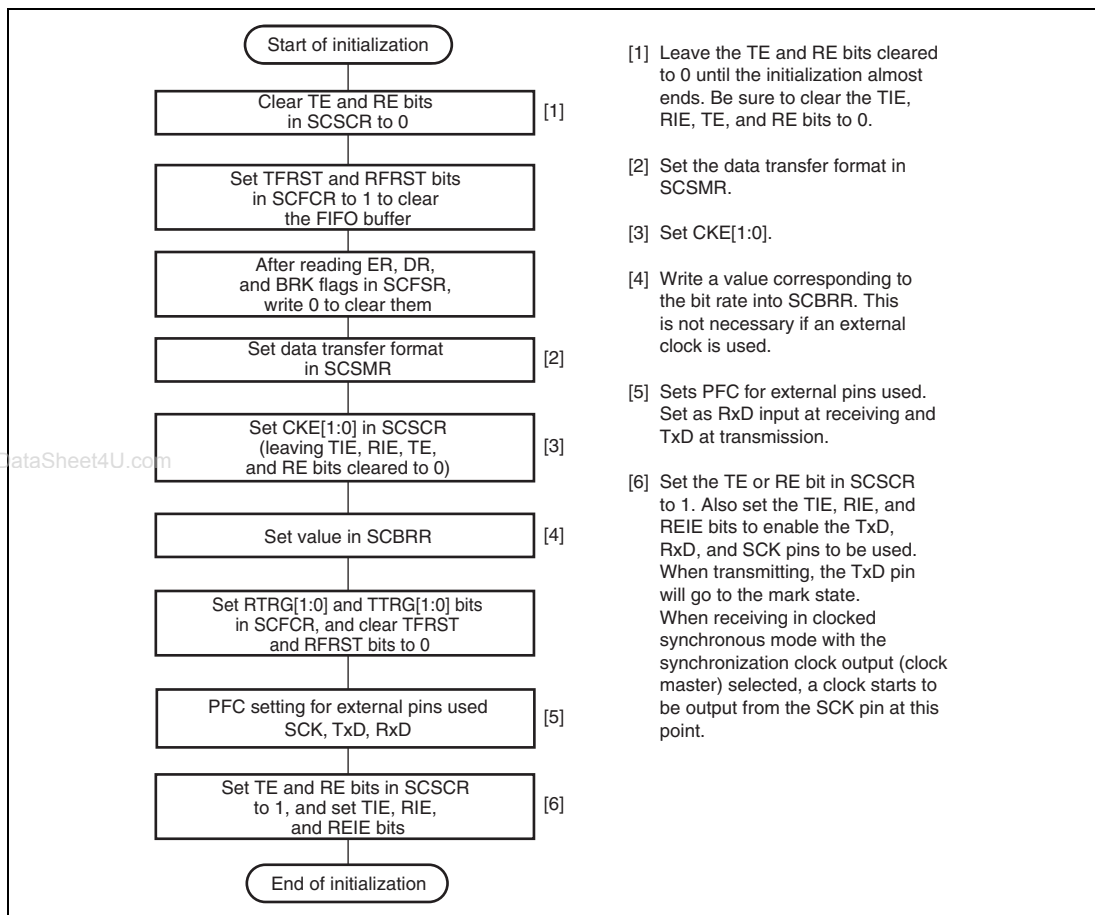 Start of initialization
Clear TE and RE bits
in SCSCR to 0
[1]
Set TFRST and RFRST bits
in SCFCR to 1 to clear
the FIFO buffer
After reading ER, DR,
and BRK flags in SCFSR,
write 0 to clear them
Set data transfer format
in SCSMR
[2]
Set CKE[1:0] in SCSCR
(leaving TIE, RIE, TE,
and RE bits cleared to 0)
[3]
Set value in SCBRR
[4]
Set RTRG[1:0] and TTRG[1:0] bits
in SCFCR, and clear TFRST
and RFRST bits to 0
PFC setting for external pins used
SCK, TxD, RxD
[5]
Set TE and RE bits in SCSCR
to 1, and set TIE, RIE,
and REIE bits
[6]
End of initialization
[1] Leave the TE and RE bits cleared
to 0 until the initialization almost
ends. Be sure to clear the TIE,
RIE, TE, and RE bits to 0.
[2] Set the data transfer format in
SCSMR.
[3] Set CKE[1:0].
[4] Write a value corresponding to
the bit rate into SCBRR. This
is not necessary if an external
clock is used.
[5] Sets PFC for external pins used.
Set as RxD input at receiving and
TxD at transmission.
[6] Set the TE or RE bit in SCSCR
to 1. Also set the TIE, RIE, and
REIE bits to enable the TxD,
RxD, and SCK pins to be used.
When transmitting, the TxD pin
will go to the mark state.
When receiving in clocked
synchronous mode with the
synchronization clock output (clock
master) selected, a clock starts to
be output from the SCK pin at this
point.
DataSheet4U.com